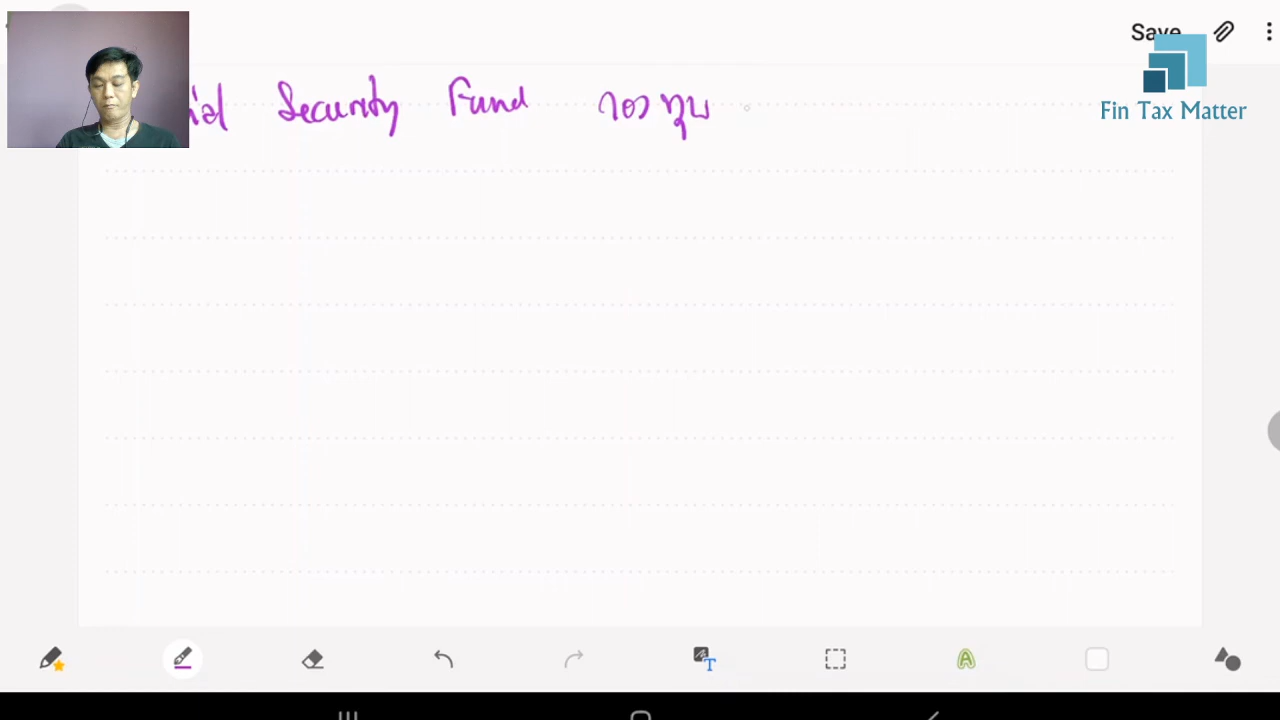 Save
Fin Tax Matter
Security Fund กองทุน
T
A